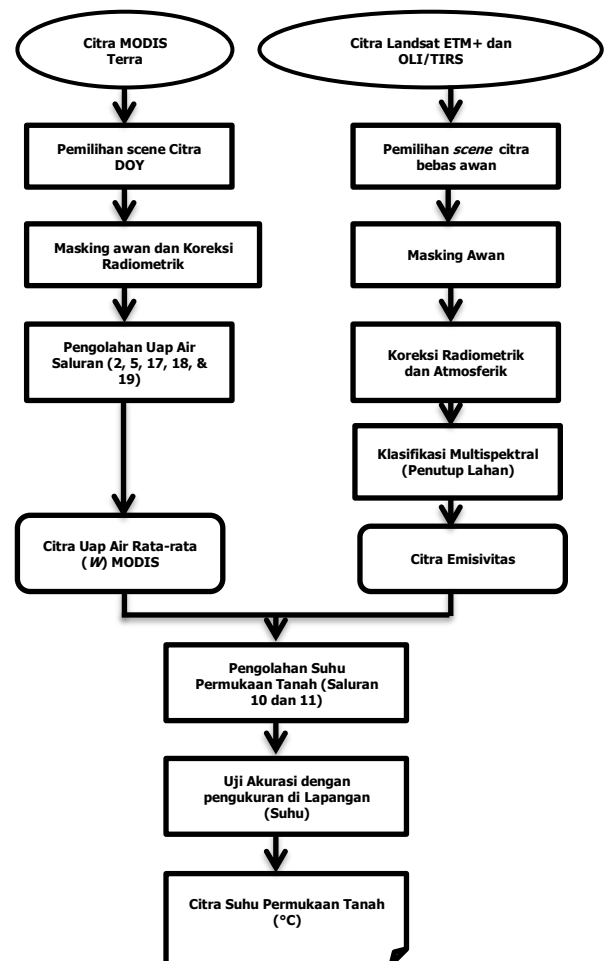 Citra MODIS
Terra
Citra Landsat ETM+ dan
OLI/TIRS
Pemilihan scene Citra
DOY
Pemilihan scene citra
bebas awan
Masking awan dan Koreksi
Radiometrik
Masking Awan
Pengolahan Uap Air
Saluran (2, 5, 17, 18, &
19)
Koreksi Radiometrik
dan Atmosferik
Klasifikasi Multispektral
(Penutup Lahan)
Citra Uap Air Rata-rata
(W) MODIS
Citra Emisivitas
Pengolahan Suhu
Permukaan Tanah (Saluran
10 dan 11)
Uji Akurasi dengan
pengukuran di Lapangan
(Suhu)
Citra Suhu Permukaan Tanah
(°C)